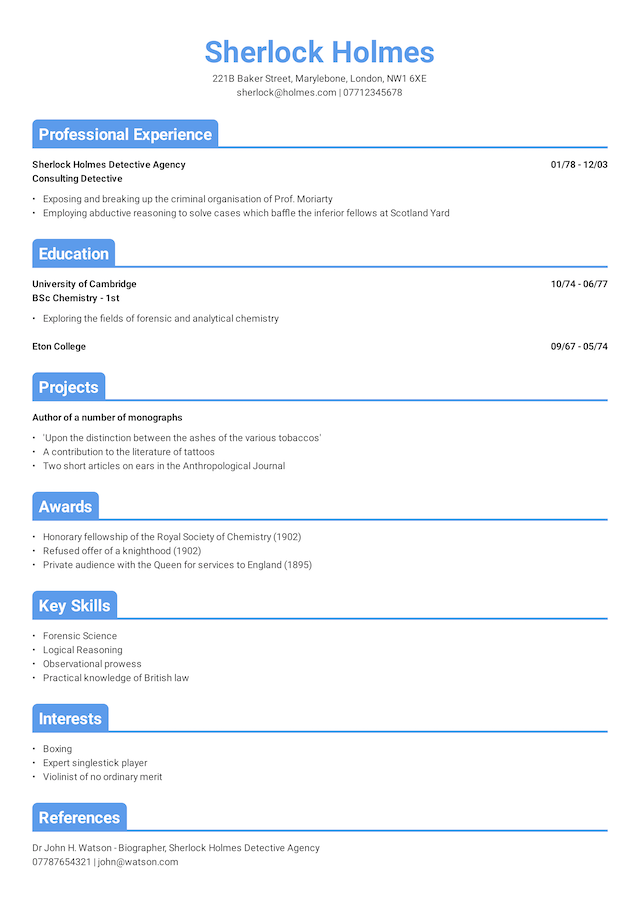 Sherlock Holmes
221B Baker Street, Marylebone, London, NW1 6XE
sherlock@holmes.com | 07712345678
Professional Experience
Sherlock Holmes Detective Agency 01/78 - 12/03
Consulting Detective
• Exposing and breaking up the criminal organisation of Prof. Moriarty
• Employing abductive reasoning to solve cases which baffle the inferior fellows at Scotland Yard
Education
University of Cambridge 10/74 - 06/77
BSc Chemistry - 1st
• Exploring the fields of forensic and analytical chemistry
Eton College 09/67 - 05/74
Projects
Author of a number of monographs
• 'Upon the distinction between the ashes of the various tobaccos'
• A contribution to the literature of tattoos
• Two short articles on ears in the Anthropological Journal
Awards
• Honorary fellowship of the Royal Society of Chemistry (1902)
• Refused offer of a knighthood (1902)
• Private audience with the Queen for services to England (1895)
Key Skills
• Forensic Science
• Logical Reasoning
• Observational prowess
• Practical knowledge of British law
Interests
• Boxing
• Expert singlestick player
• Violinist of no ordinary merit
References
Dr John H. Watson - Biographer, Sherlock Holmes Detective Agency
07787654321 | john@watson.com